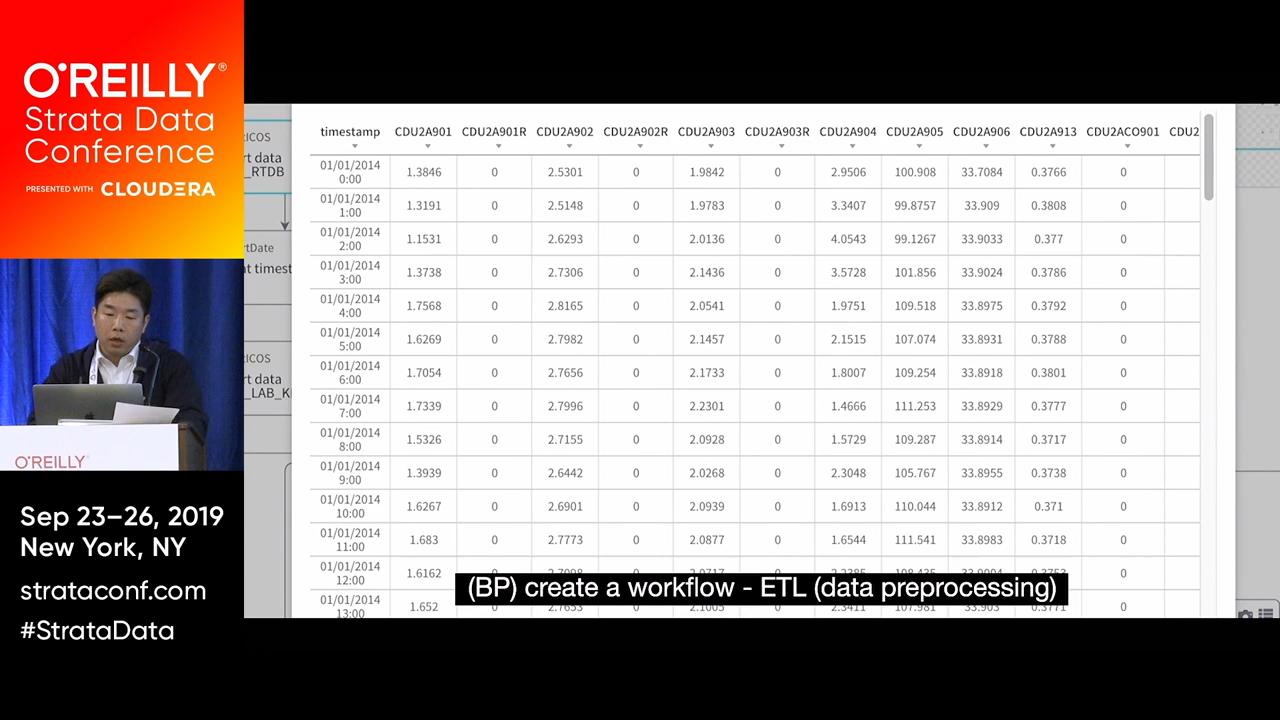 O'REILLY®
Strata Data
Conference
PRESENTED WITH CLOUDERA
O'REILLY
Sep 23–26, 2019
New York, NY
strataconf.com
#StrataData
ICOS
rt data
_RTDB
rtDate
at timest
RICOS
rt data
_LAB_K
timestamp CDU2A901 CDU2A901R CDU2A902 CDU2A902R CDU2A903 CDU2A903R CDU2A904 CDU2A905 CDU2A906 CDU2A913 CDU2ACO901 CDU2
01/01/2014 0:00 1.3846 0 2.5301 0 1.9842 0 2.9506 100.908 33.7084 0.3766 0
01/01/2014 1:00 1.3191 0 2.5148 0 1.9783 0 3.3407 99.8757 33.909 0.3808 0
01/01/2014 2:00 1.1531 0 2.6293 0 2.0136 0 4.0543 99.1267 33.9033 0.377 0
01/01/2014 3:00 1.3738 0 2.7306 0 2.1436 0 3.5728 101.856 33.9024 0.3786 0
01/01/2014 4:00 1.7568 0 2.8165 0 2.0541 0 1.9751 109.518 33.8975 0.3792 0
01/01/2014 5:00 1.6269 0 2.7982 0 2.1457 0 2.1515 107.074 33.8931 0.3788 0
01/01/2014 6:00 1.7054 0 2.7656 0 2.1733 0 1.8007 109.254 33.8918 0.3801 0
01/01/2014 7:00 1.7339 0 2.7996 0 2.2301 0 1.4666 111.253 33.8929 0.3777 0
01/01/2014 8:00 1.5326 0 2.7155 0 2.0928 0 1.5729 109.287 33.8914 0.3717 0
01/01/2014 9:00 1.3939 0 2.6442 0 2.0268 0 2.3048 105.767 33.8955 0.3738 0
01/01/2014 10:00 1.6267 0 2.6901 0 2.0939 0 1.6913 110.044 33.8912 0.371 0
01/01/2014 11:00 1.683 0 2.7773 0 2.0877 0 1.6544 111.541 33.8983 0.3718 0
01/01/2014 12:00 1.6162
01/01/2014 13:00 1.652
(BP) create a workflow - ETL (data preprocessing)